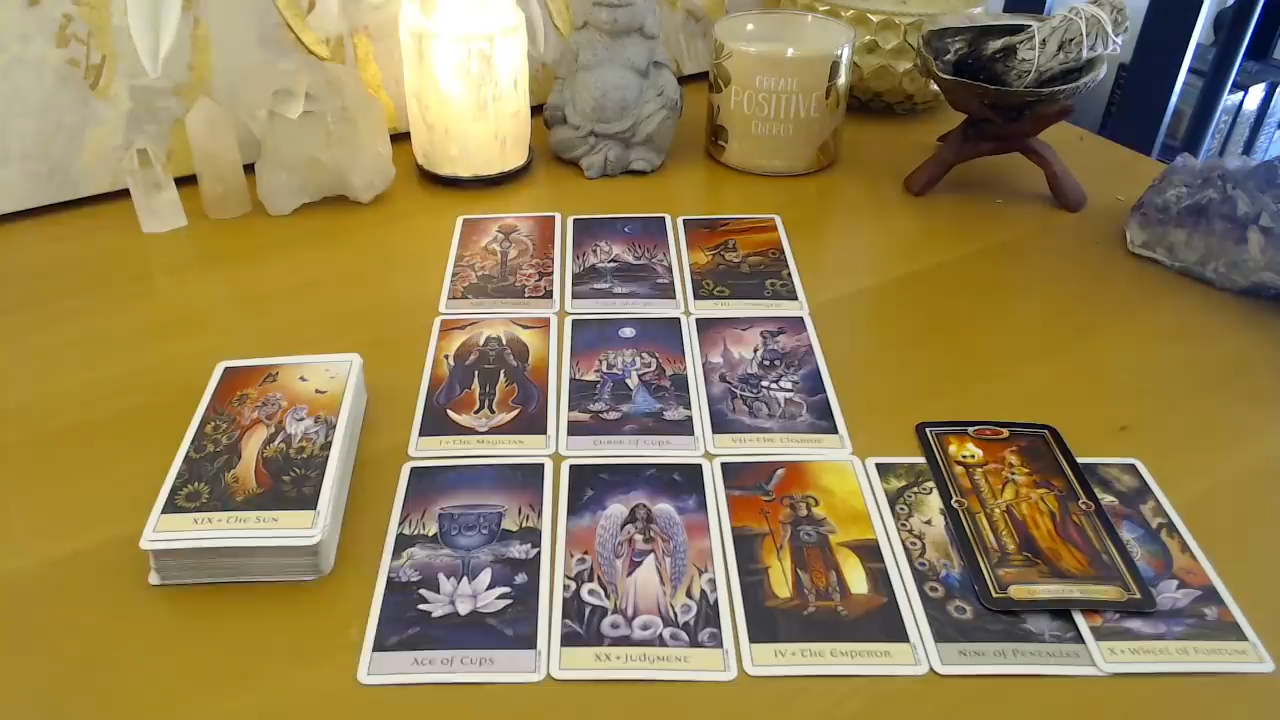 CREATE
POSITIVE
ENERGY
I + The Magician
Three of Cups
VII + The Chariot
XIX + The Sun
Ace of Cups
XX + Judgment
IV + The Emperor
Nine of Pentacles
X + Wheel of Fortune